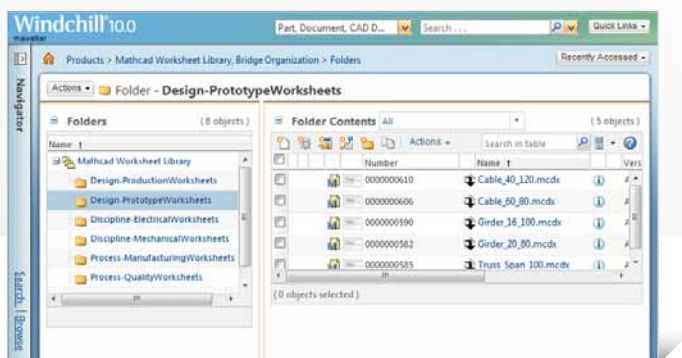 Windchill® 10.0
mawalker
Part, Document, CAD D...
Search . . .
Quick Links
Products > Mathcad Worksheet Library, Bridge Organization > Folders
Recently Accessed
Navigator
Actions
Folder - Design-PrototypeWorksheets
Folders
(8 objects)
Name ↑
Mathcad Worksheet Library
Design-ProductionWorksheets
Design-PrototypeWorksheets
Discipline-ElectricalWorksheets
Discipline-MechanicalWorksheets
Process-ManufacturingWorksheets
Process-QualityWorksheets
Folder Contents
All
(5 objects)
Actions
Search in table
Number
Name ↑
Vers
0000000610
Cable_40_120.mcdx
0000000606
Cable_60_80.mcdx
0000000590
Girder_16_100.mcdx
0000000582
Girder_20_80.mcdx
0000000585
Truss_Span_100.mcdx
(0 objects selected)
Search | Browse